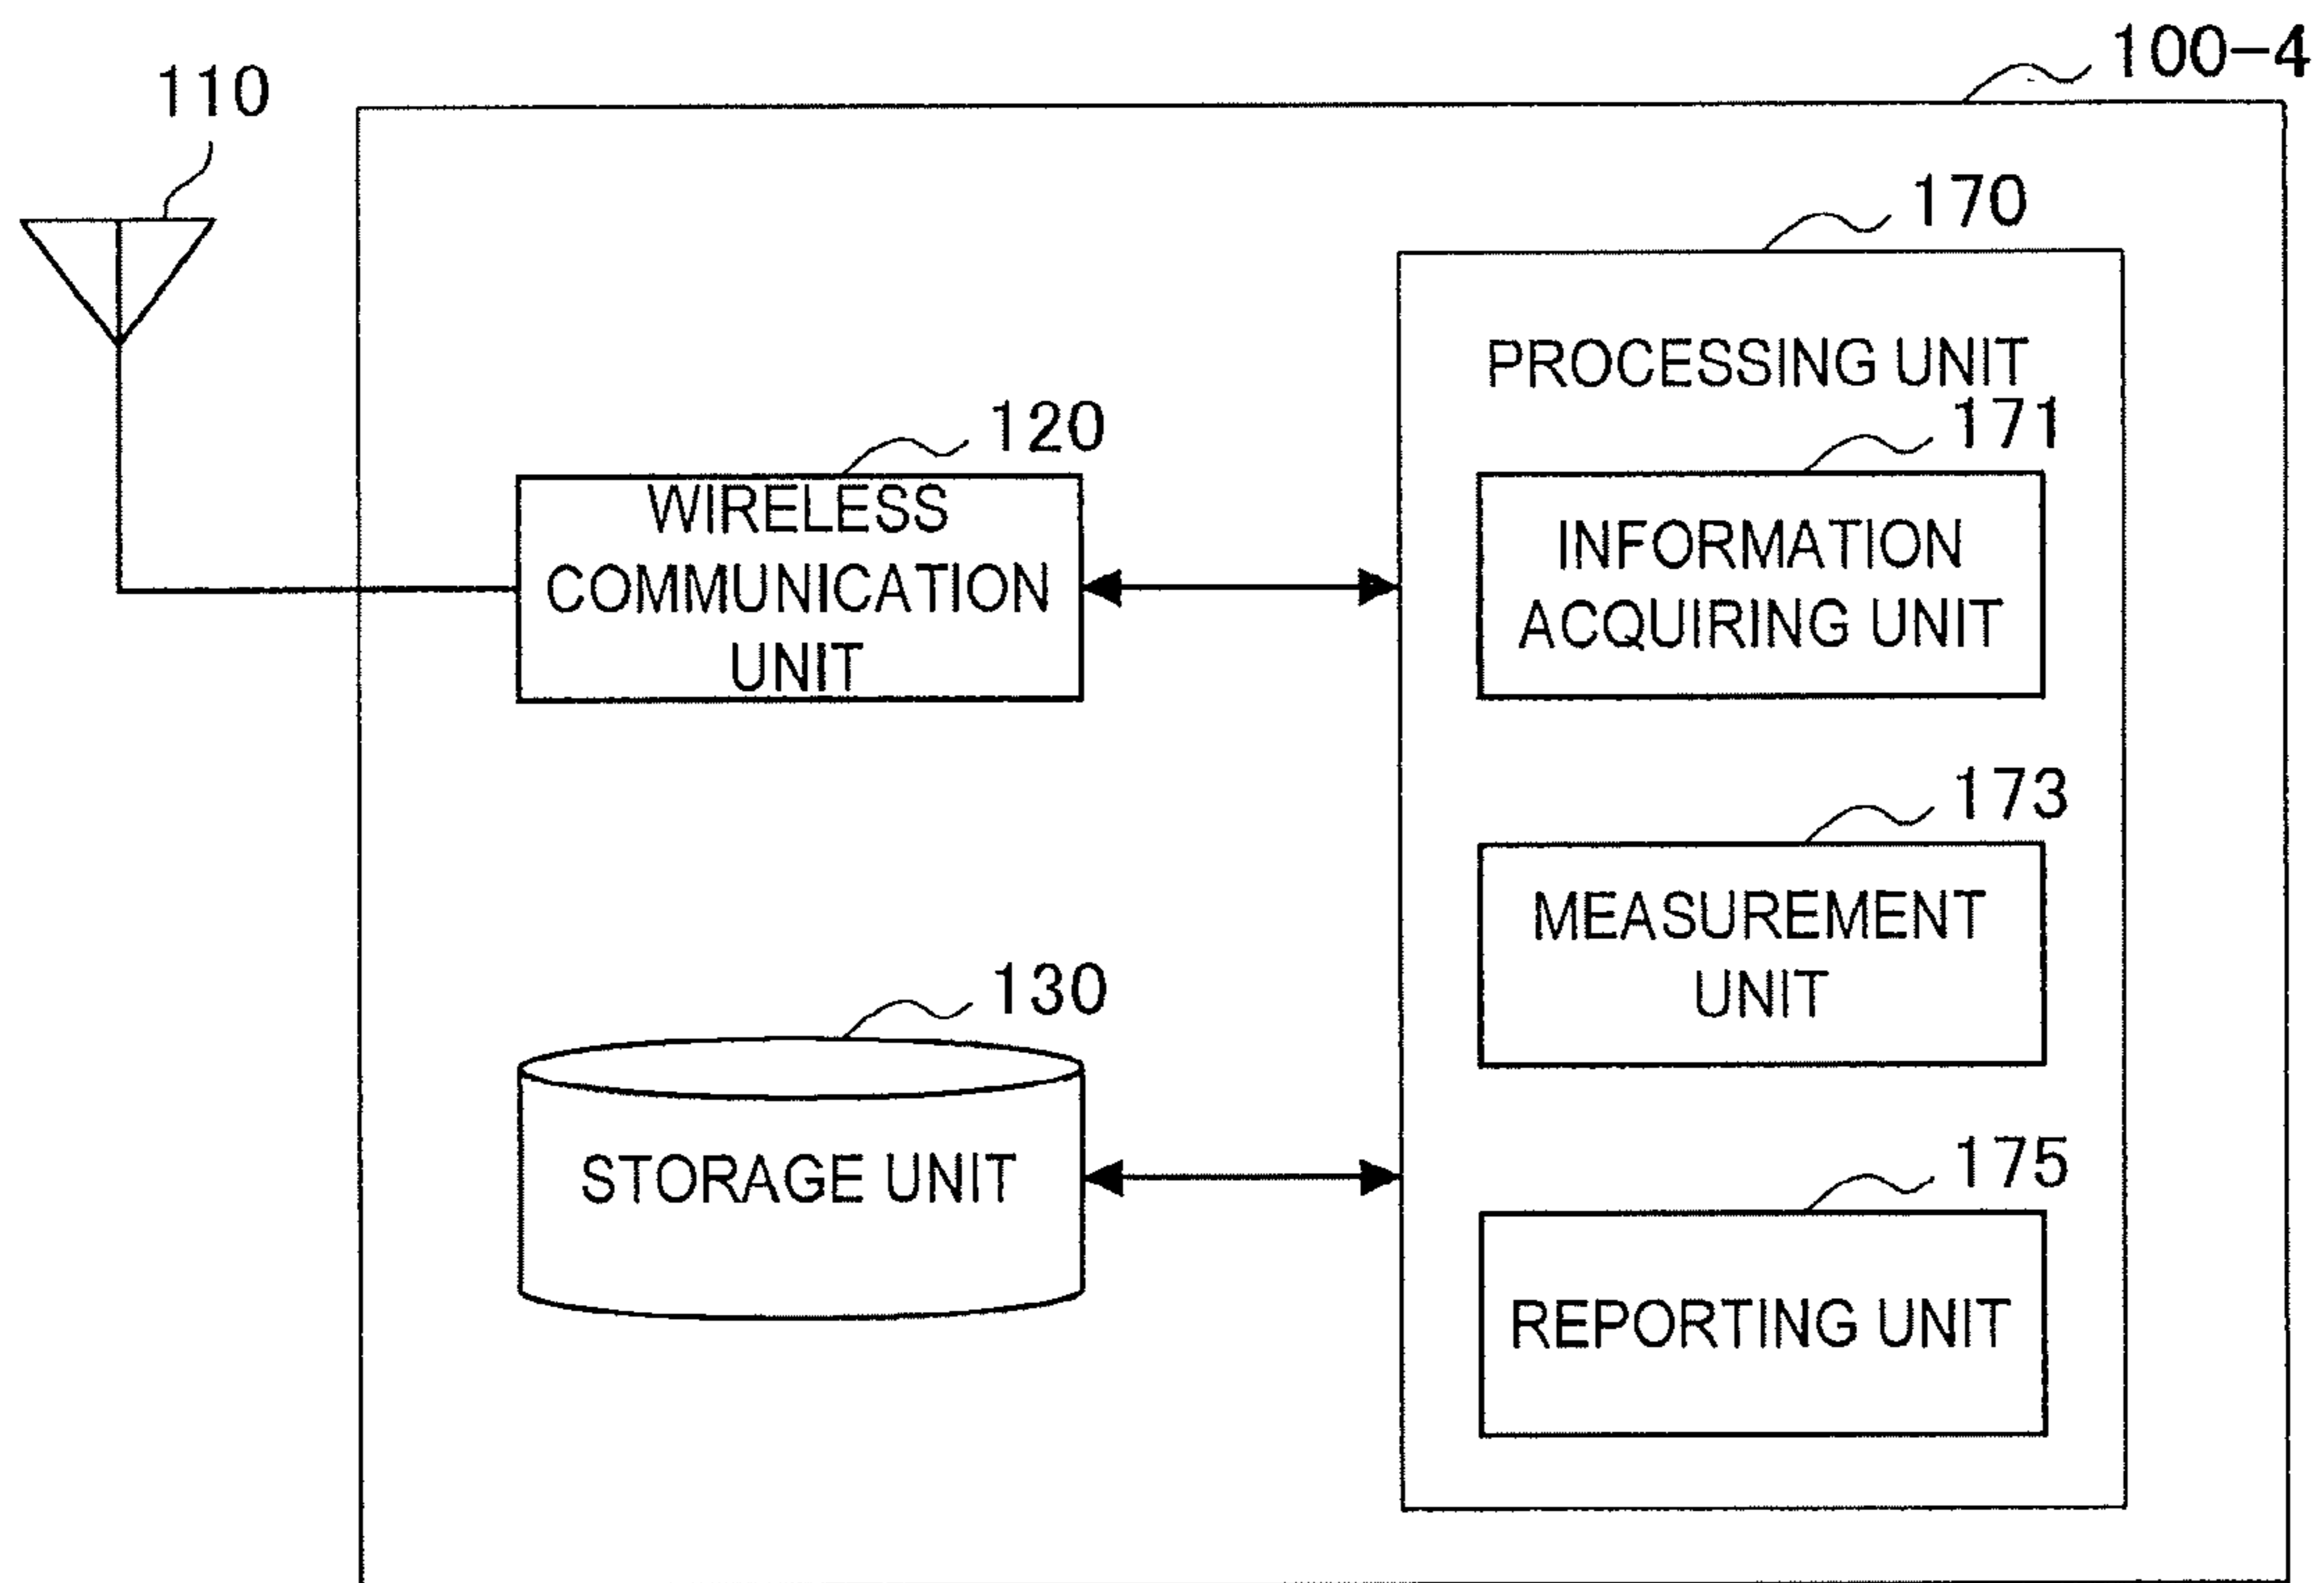 100-4
110
170
PROCESSING UNIT
120
171
WIRELESS
COMMUNICATION
UNIT
INFORMATION
ACQUIRING UNIT
173
MEASUREMENT
UNIT
130
STORAGE UNIT
175
REPORTING UNIT